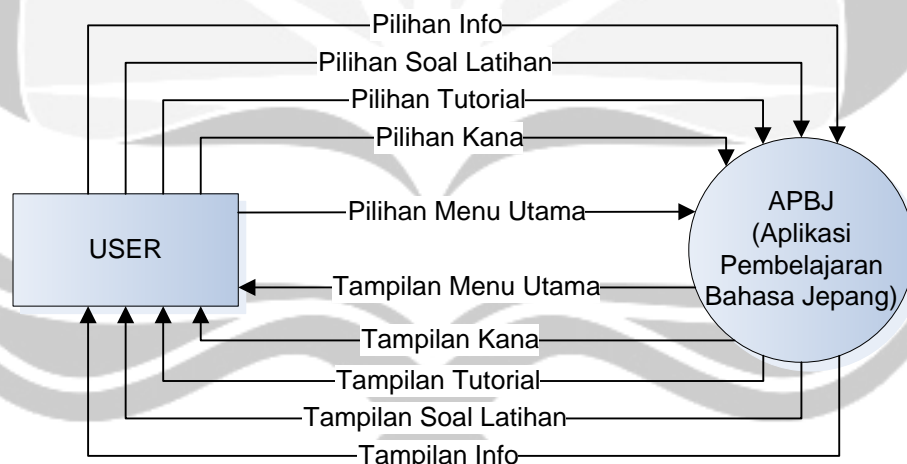 Pilihan Info
Pilihan Soal Latihan
Pilihan Tutorial
Pilihan Kana
Pilihan Menu Utama
USER
APBJ
(Aplikasi
Pembelajaran
Bahasa Jepang)
Tampilan Menu Utama
Tampilan Kana
Tampilan Tutorial
Tampilan Soal Latihan
Tampilan Info